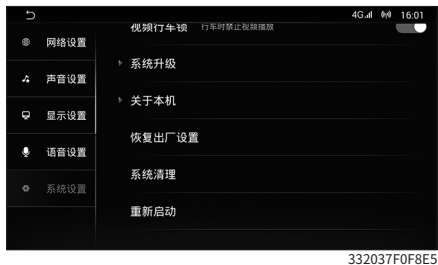 4G 16:01
视频行车锁 行车时禁止视频播放
网络设置
系统升级
声音设置
关于本机
显示设置
恢复出厂设置
语音设置
系统清理
系统设置
重新启动
332037F0F8E5